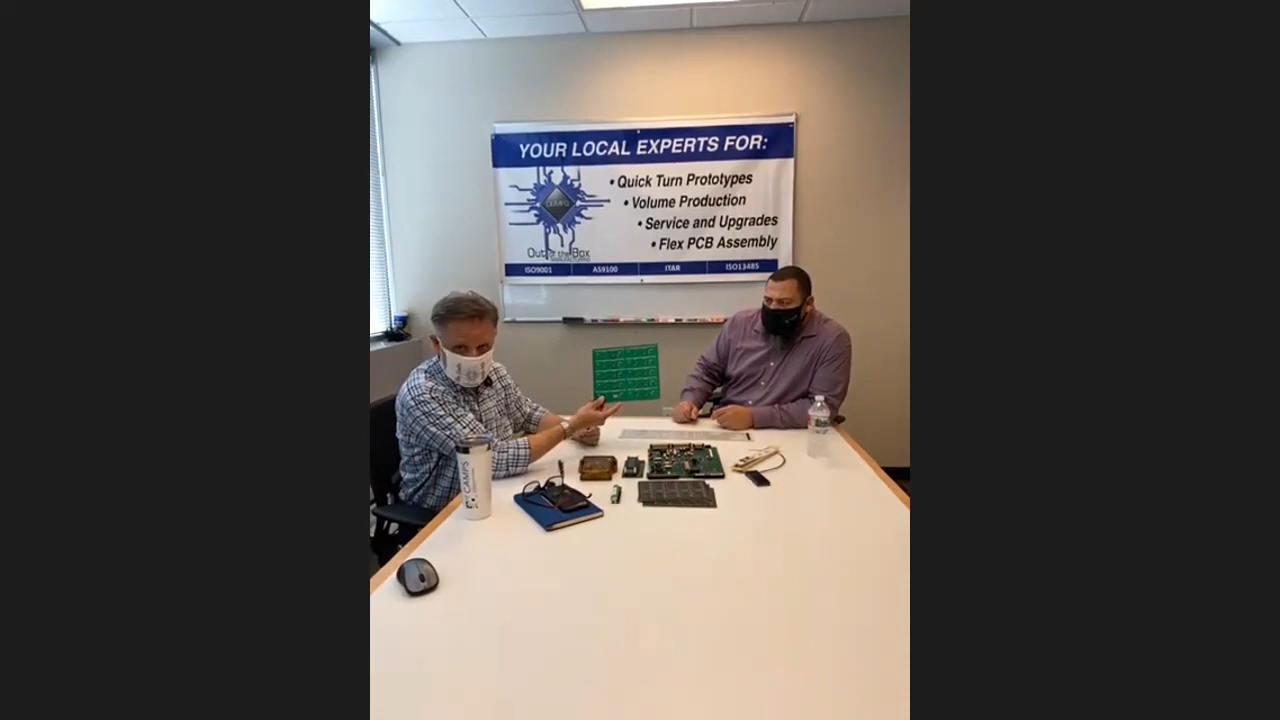 YOUR LOCAL EXPERTS FOR:
• Quick Turn Prototypes
• Volume Production
• Service and Upgrades
• Flex PCB Assembly
Out of the Box
MANUFACTURING
ISO9001 AS9100 ITAR ISO13485
CAMPS